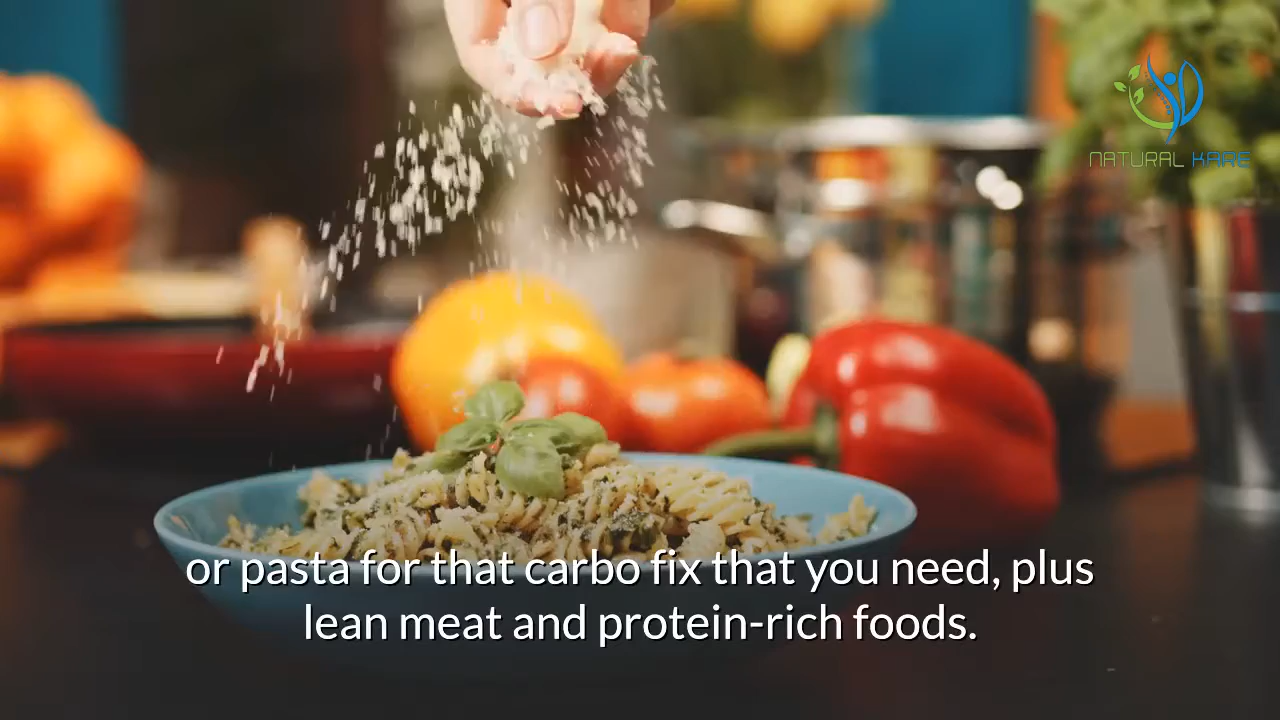 NATURAL KARE
or pasta for that carbo fix that you need, plus
lean meat and protein-rich foods.